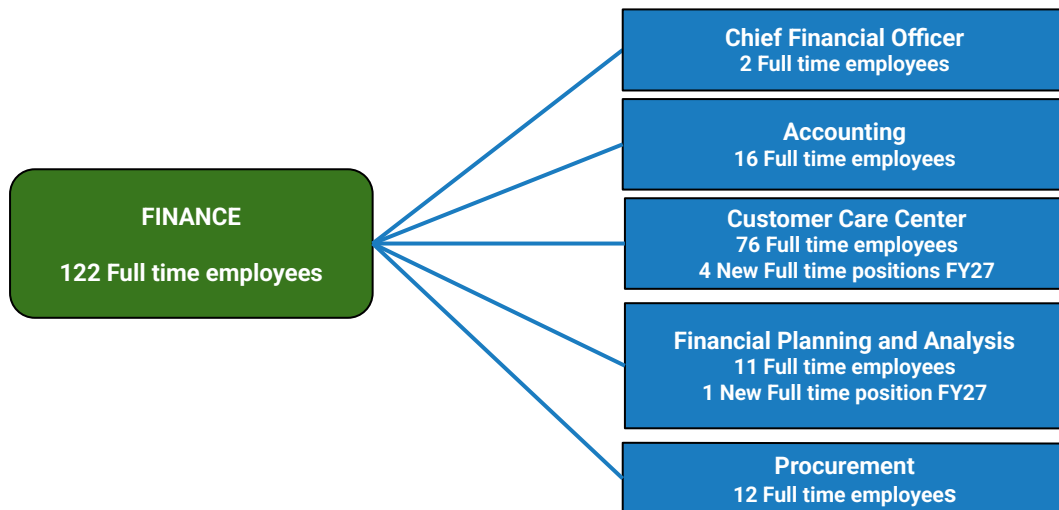 FINANCE
122 Full time employees
Chief Financial Officer
2 Full time employees
Accounting
16 Full time employees
Customer Care Center
76 Full time employees
4 New Full time positions FY27
Financial Planning and Analysis
11 Full time employees
1 New Full time position FY27
Procurement
12 Full time employees